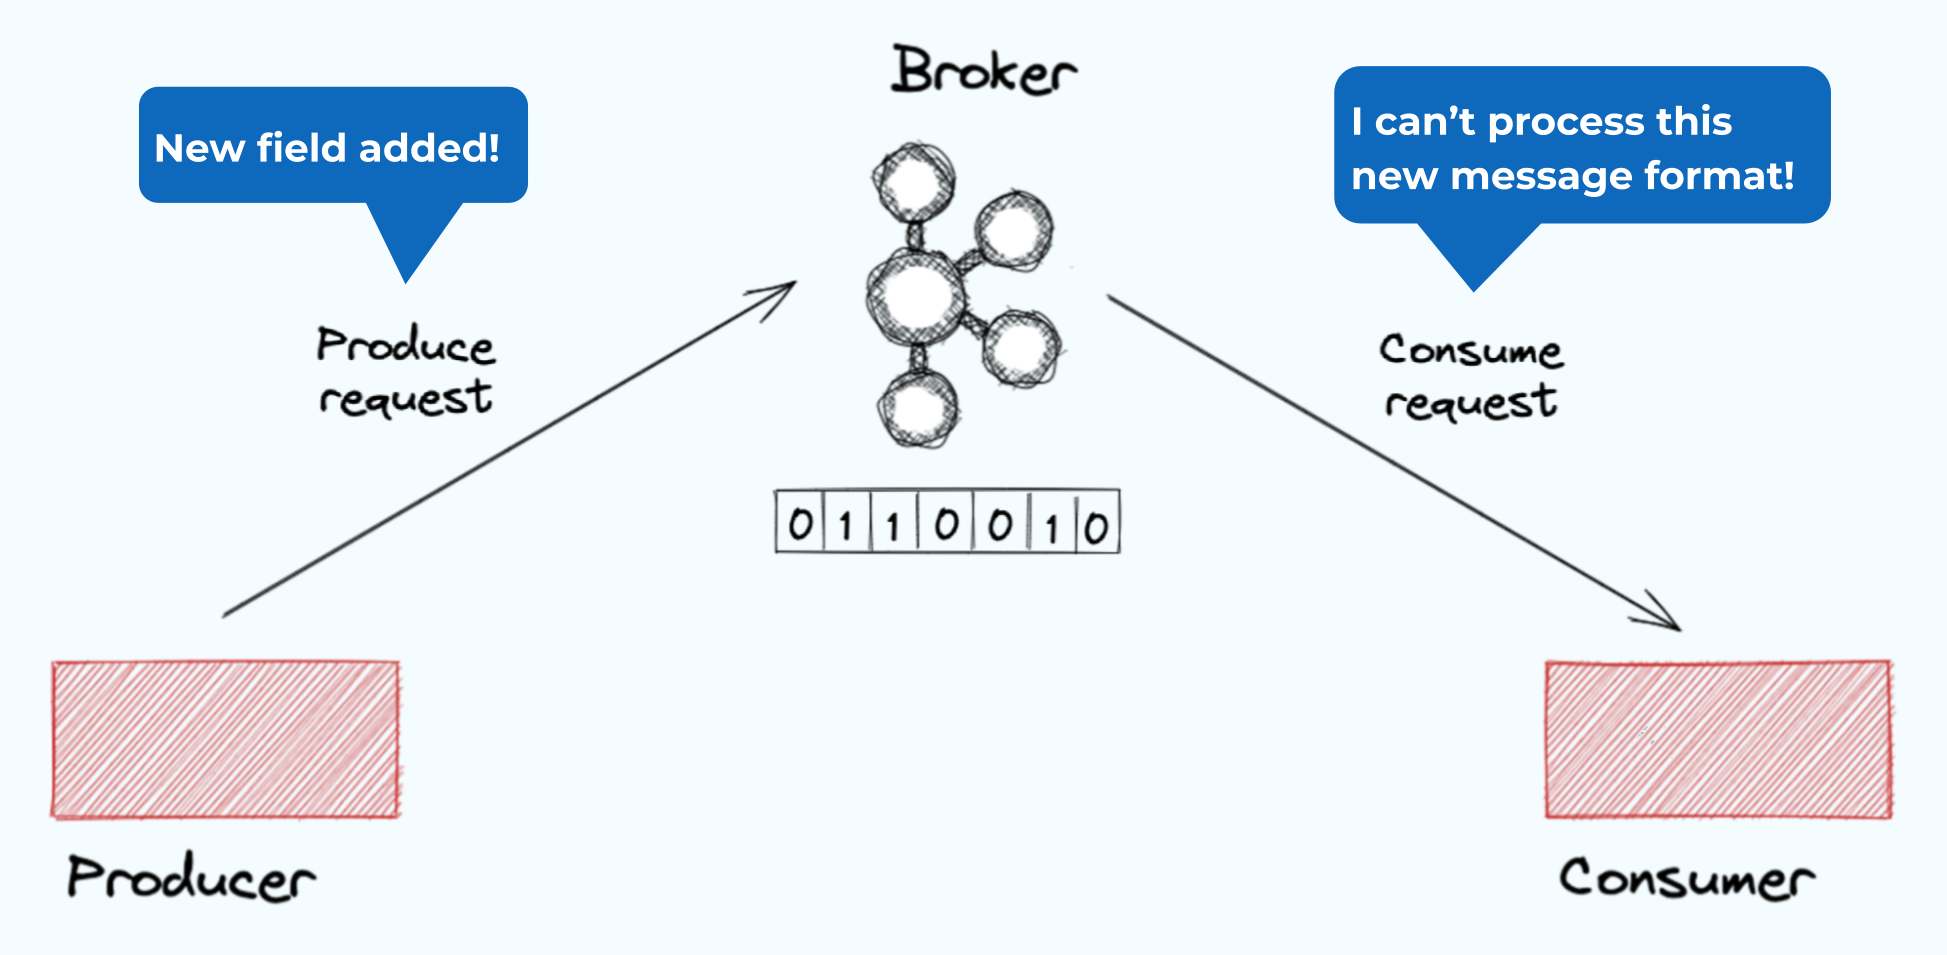 Broker
New field added!
I can’t process this
new message format!
Produce
request
Consume
request
0 1 1 0 0 1 0
Producer
Consumer